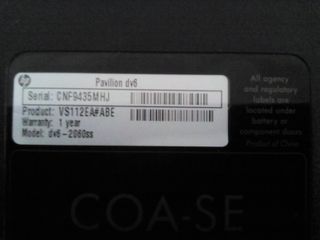 hp
Pavilion dv6
Serial: CNF9435MHJ
Product: VS112EA#ABE
Warranty: 1 year
Model: dv6-2060ss
All agency
and regulatory
labels are
located under
battery or
component doors
Product of China
COA-SE